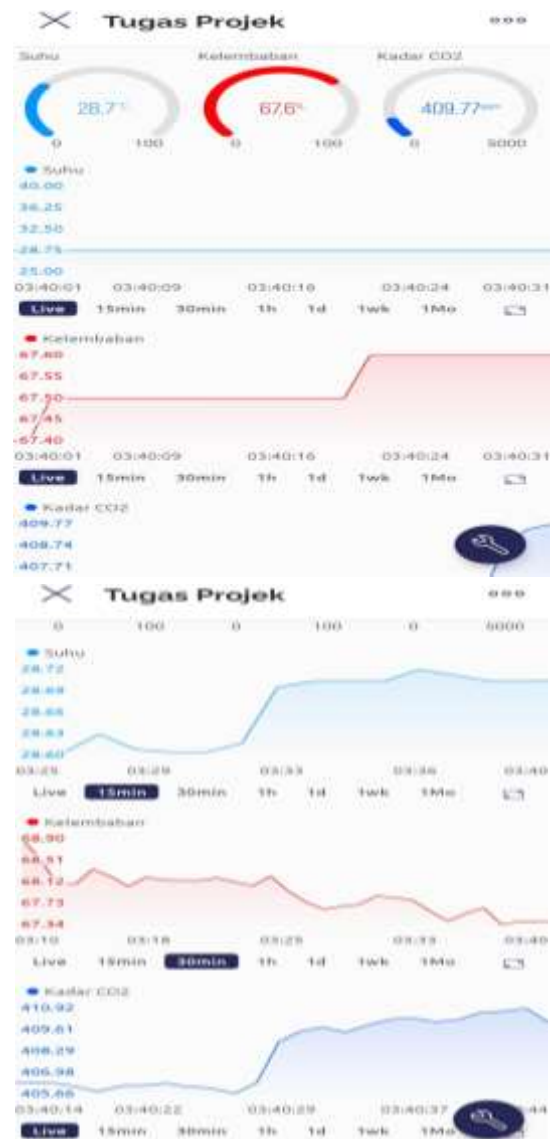 Tugas Projek
Suhu Kelembaban Kadar CO2
28,7 67,6% 409.77ppm
0 100 0 100 0 5000
Suhu
40.00
36.25
32.50
28.75
25.00
03:40:01 03:40:09 03:40:16 03:40:24 03:40:31
Live 15min 30min 1h 1d 1wk 1Mo
Kelembaban
67.60
67.55
67.50
67.45
67.40
03:40:01 03:40:09 03:40:16 03:40:24 03:40:31
Live 15min 30min 1h 1d 1wk 1Mo
Kadar CO2
409.77
408.74
407.71
Tugas Projek
0 100 0 100 0 5000
Suhu
28.72
28.69
28.66
28.63
28.60
03:25 03:29 03:33 03:36 03:40
Live 15min 30min 1h 1d 1wk 1Mo
Kelembaban
68.90
68.51
68.12
67.73
67.34
03:10 03:18 03:25 03:33 03:40
Live 15min 30min 1h 1d 1wk 1Mo
Kadar CO2
410.92
409.61
408.29
406.98
405.66
03:40:14 03:40:22 03:40:29 03:40:37 :44
Live 15min 30min 1h 1d 1wk 1Mo